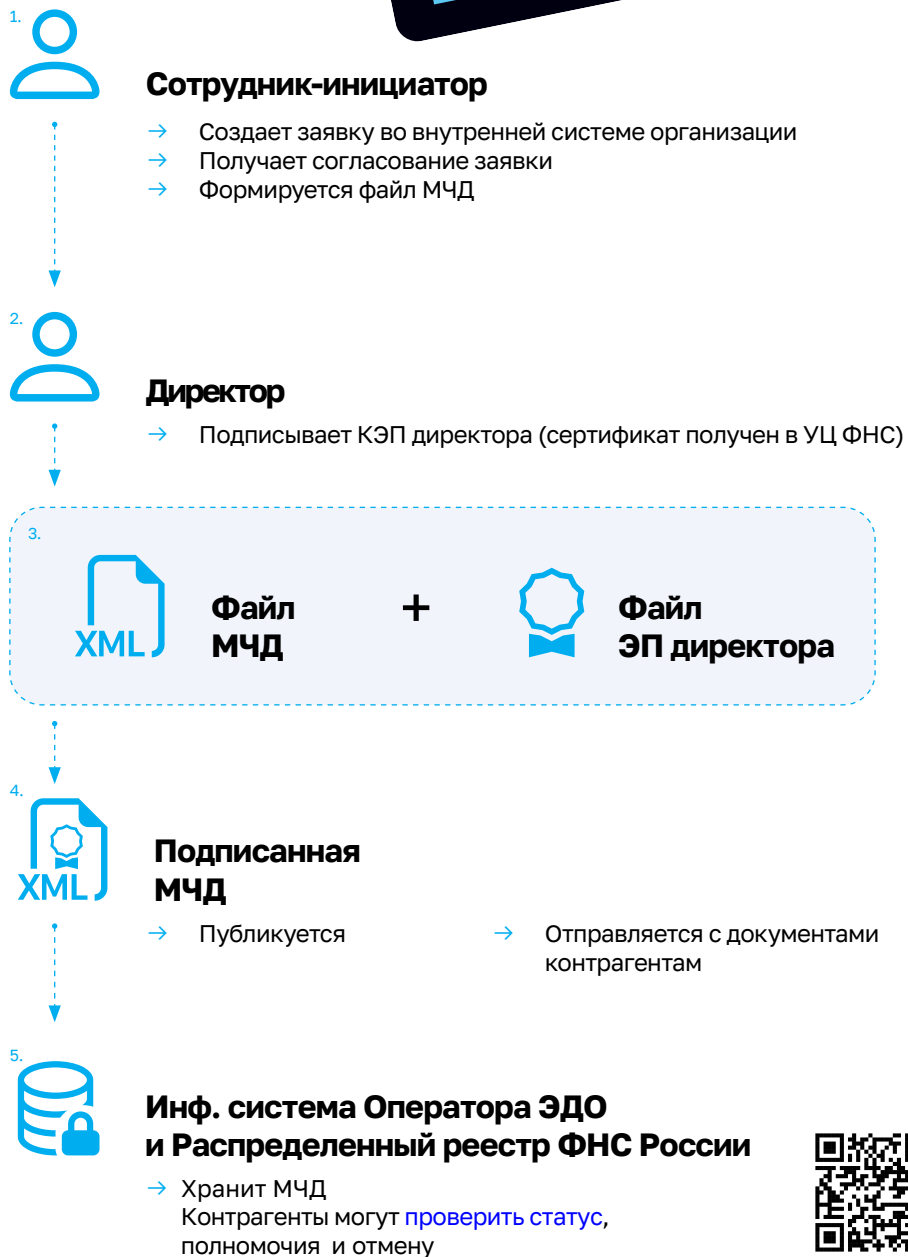 1.
Сотрудник-инициатор
→ Создает заявку во внутренней системе организации
→ Получает согласование заявки
→ Формируется файл МЧД
2.
Директор
→ Подписывает КЭП директора (сертификат получен в УЦ ФНС)
3.
XML
Файл
МЧД
+
Файл
ЭП директора
4.
XML
Подписанная
МЧД
→ Публикуется
→ Отправляется с документами
контрагентам
5.
Инф. система Оператора ЭДО
и Распределенный реестр ФНС России
→ Хранит МЧД
Контрагенты могут проверить статус,
полномочия и отмену